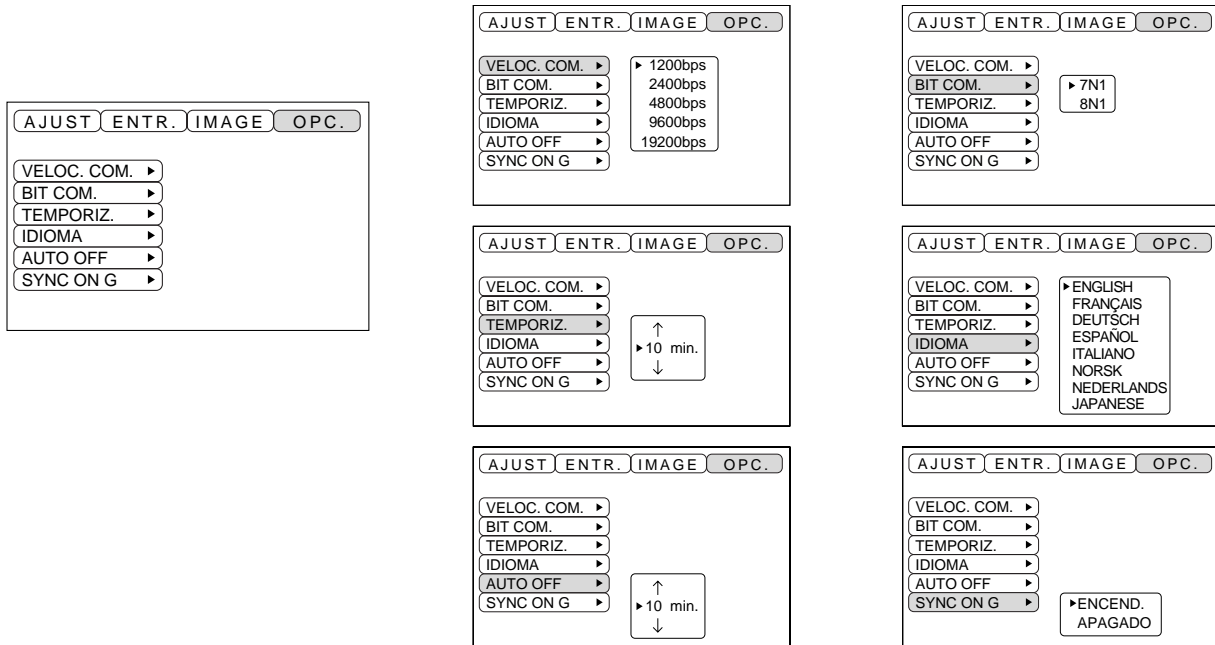 AJUST ENTR. IMAGE OPC.
VELOC. COM.
BIT COM.
TEMPORIZ.
IDIOMA
AUTO OFF
SYNC ON G
AJUST ENTR. IMAGE OPC.
VELOC. COM.
BIT COM.
TEMPORIZ.
IDIOMA
AUTO OFF
SYNC ON G
1200bps
2400bps
4800bps
9600bps
19200bps
AJUST ENTR. IMAGE OPC.
VELOC. COM.
BIT COM.
TEMPORIZ.
IDIOMA
AUTO OFF
SYNC ON G
7N1
8N1
AJUST ENTR. IMAGE OPC.
VELOC. COM.
BIT COM.
TEMPORIZ.
IDIOMA
AUTO OFF
SYNC ON G
10 min.
AJUST ENTR. IMAGE OPC.
VELOC. COM.
BIT COM.
TEMPORIZ.
IDIOMA
AUTO OFF
SYNC ON G
ENGLISH
FRANÇAIS
DEUTSCH
ESPAÑOL
ITALIANO
NORSK
NEDERLANDS
JAPANESE
AJUST ENTR. IMAGE OPC.
VELOC. COM.
BIT COM.
TEMPORIZ.
IDIOMA
AUTO OFF
SYNC ON G
10 min.
AJUST ENTR. IMAGE OPC.
VELOC. COM.
BIT COM.
TEMPORIZ.
IDIOMA
AUTO OFF
SYNC ON G
ENCEND.
APAGADO